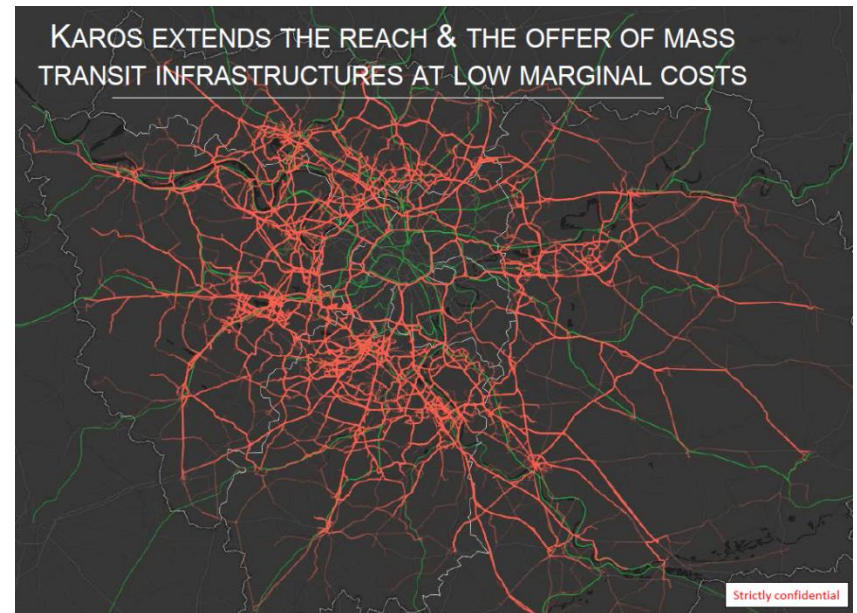 KAROS EXTENDS THE REACH & THE OFFER OF MASS
TRANSIT INFRASTRUCTURES AT LOW MARGINAL COSTS
Strictly confidential